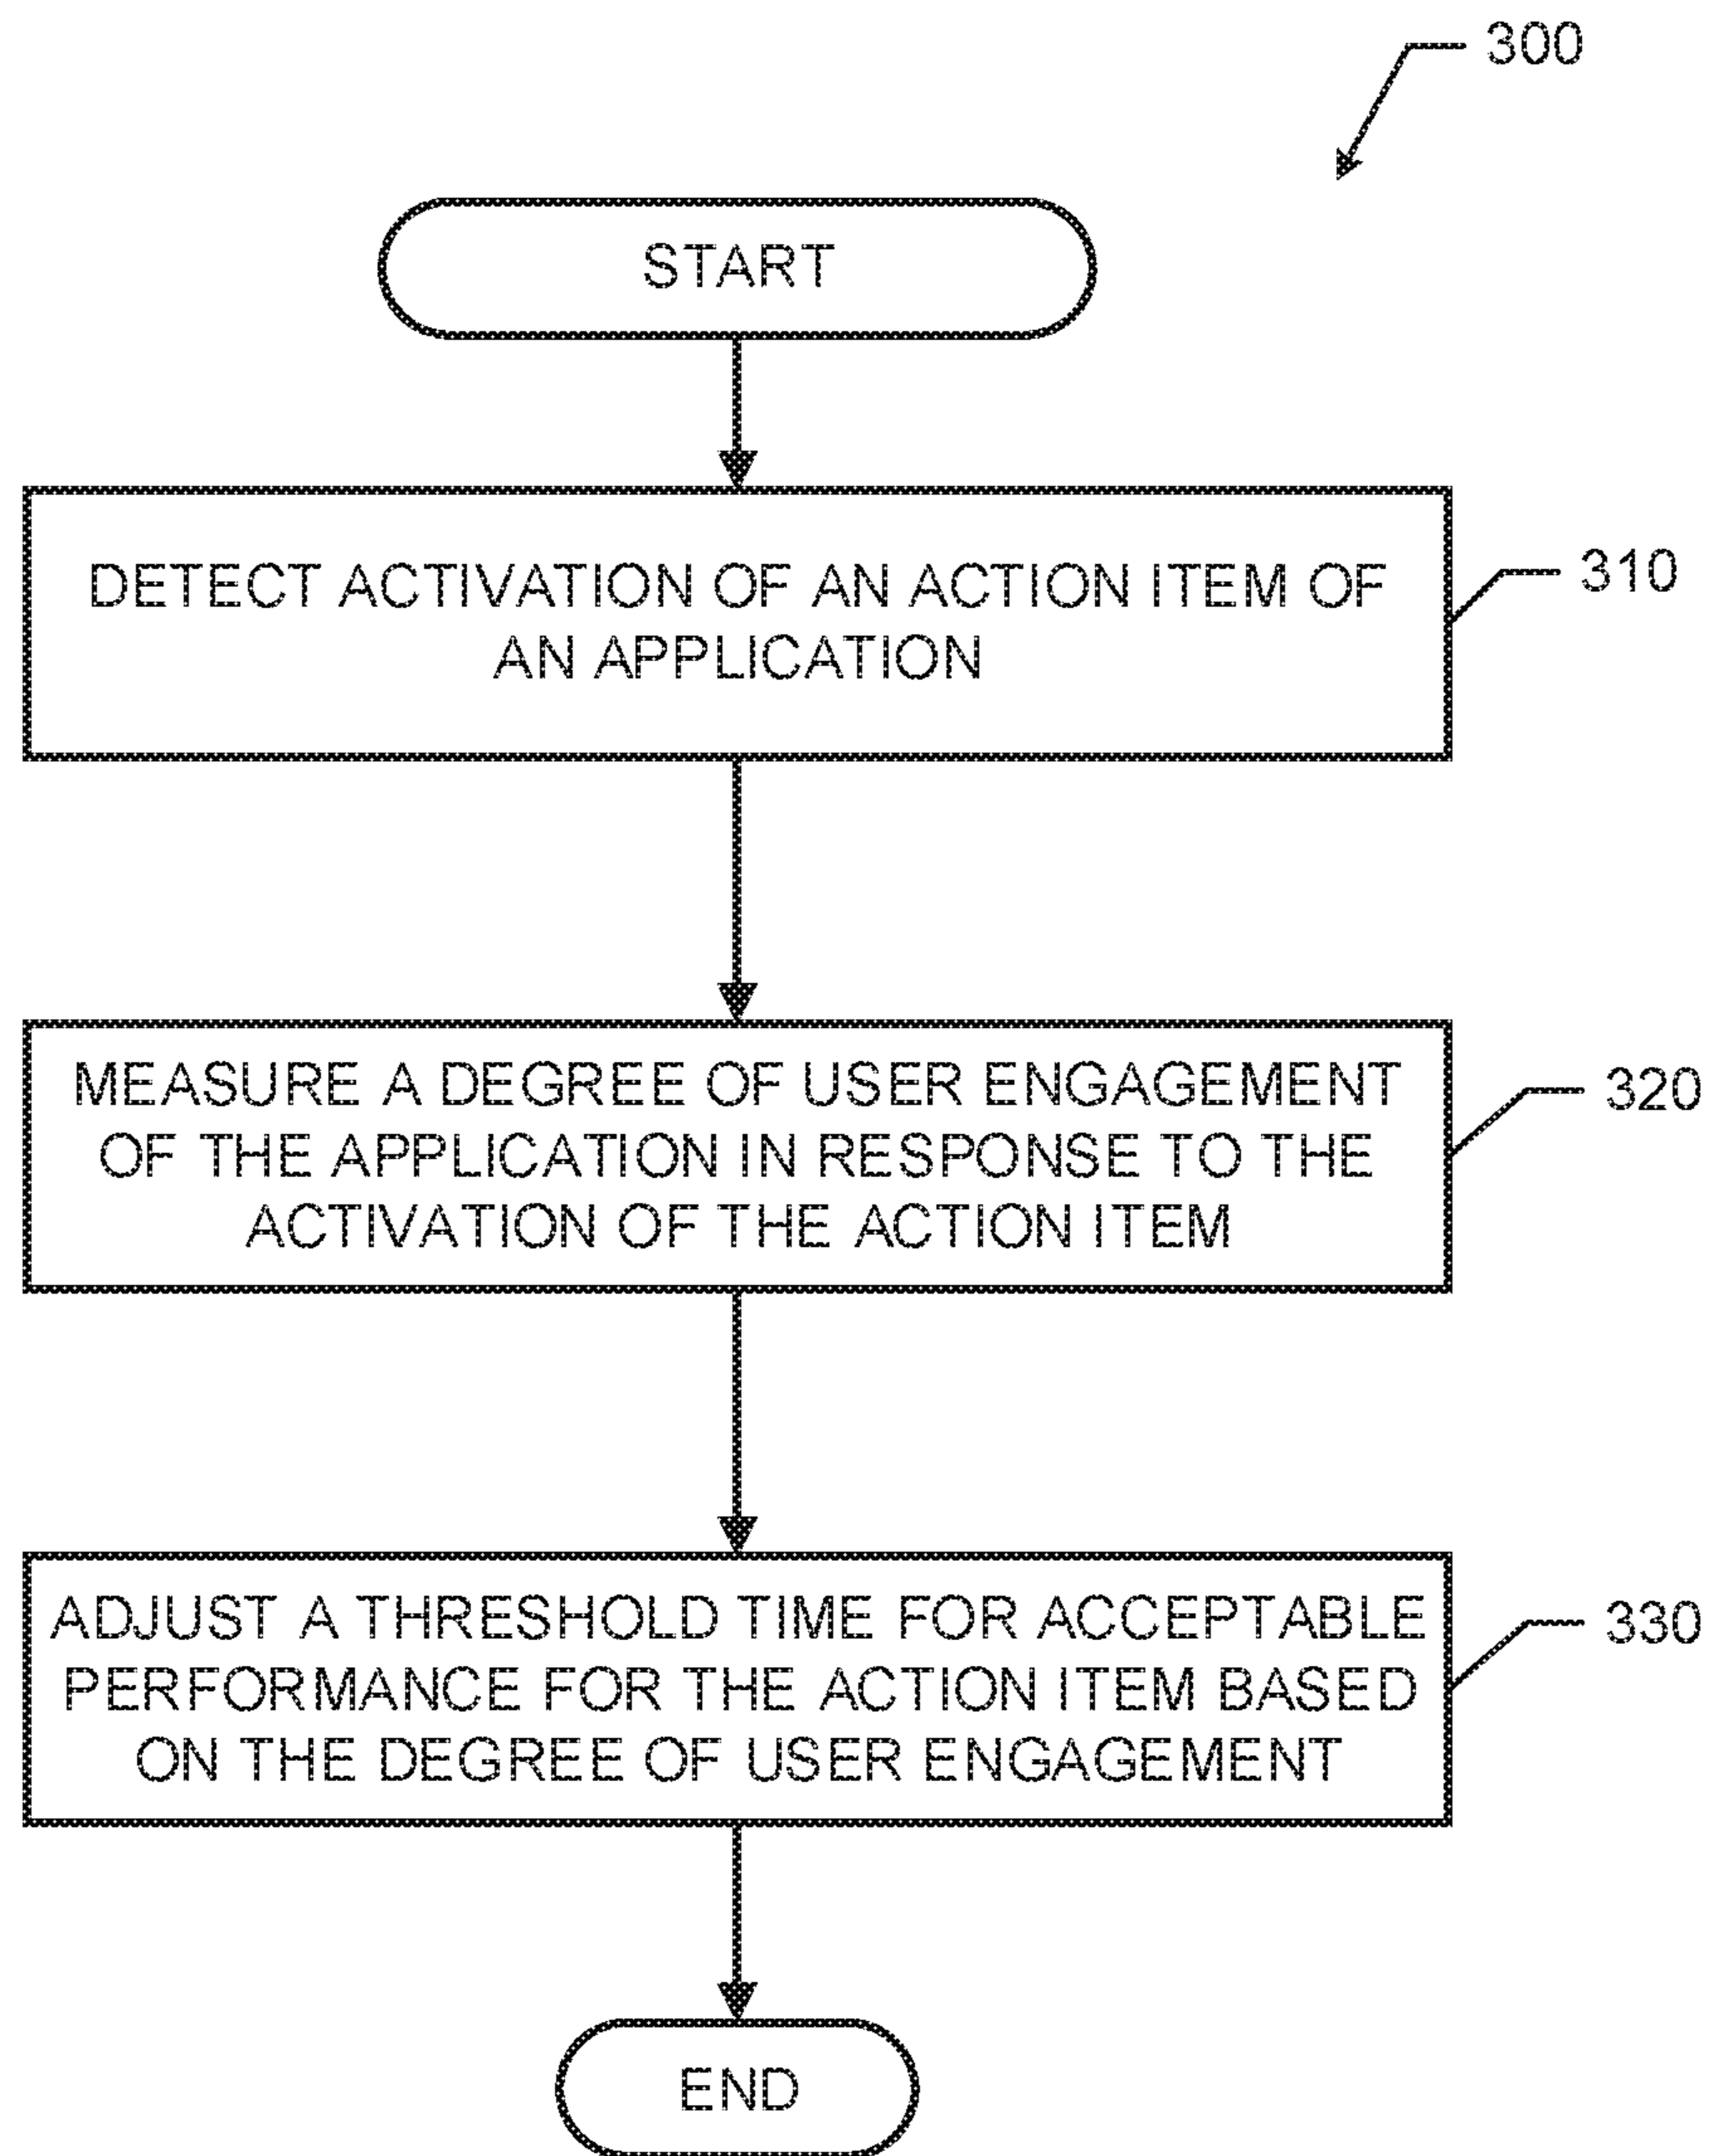 300
START
DETECT ACTIVATION OF AN ACTION ITEM OF
AN APPLICATION
310
MEASURE A DEGREE OF USER ENGAGEMENT
OF THE APPLICATION IN RESPONSE TO THE
ACTIVATION OF THE ACTION ITEM
320
ADJUST A THRESHOLD TIME FOR ACCEPTABLE
PERFORMANCE FOR THE ACTION ITEM BASED
ON THE DEGREE OF USER ENGAGEMENT
330
END